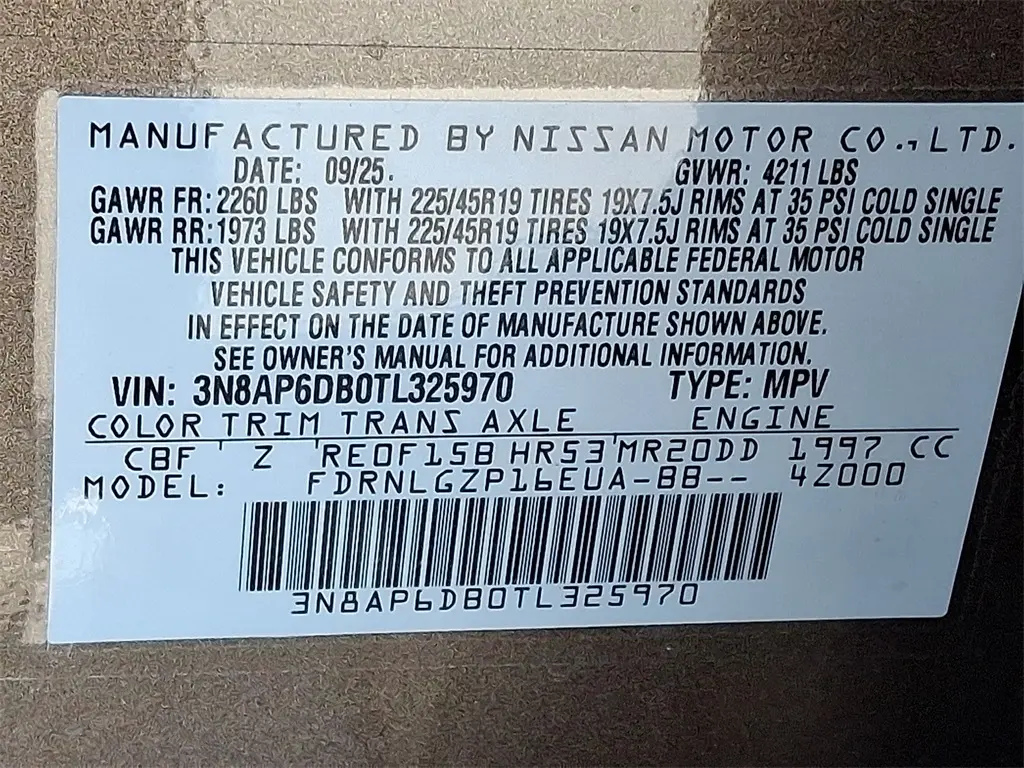 MANUFACTURED BY NISSAN MOTOR CO.,LTD.
DATE: 09/25. GVWR: 4211 LBS
GAWR FR: 2260 LBS WITH 225/45R19 TIRES 19X7.5J RIMS AT 35 PSI COLD SINGLE
GAWR RR: 1973 LBS WITH 225/45R19 TIRES 19X7.5J RIMS AT 35 PSI COLD SINGLE
THIS VEHICLE CONFORMS TO ALL APPLICABLE FEDERAL MOTOR
VEHICLE SAFETY AND THEFT PREVENTION STANDARDS
IN EFFECT ON THE DATE OF MANUFACTURE SHOWN ABOVE.
SEE OWNER'S MANUAL FOR ADDITIONAL INFORMATION.
VIN: 3N8AP6DB0TL325970 TYPE: MPV
COLOR TRIM TRANS AXLE ENGINE
CBF Z RE0F15B HR53 MR20DD 1997 CC
MODEL: FDRNLGZP16EUA-BB-- 4Z000
3N8AP6DB0TL325970